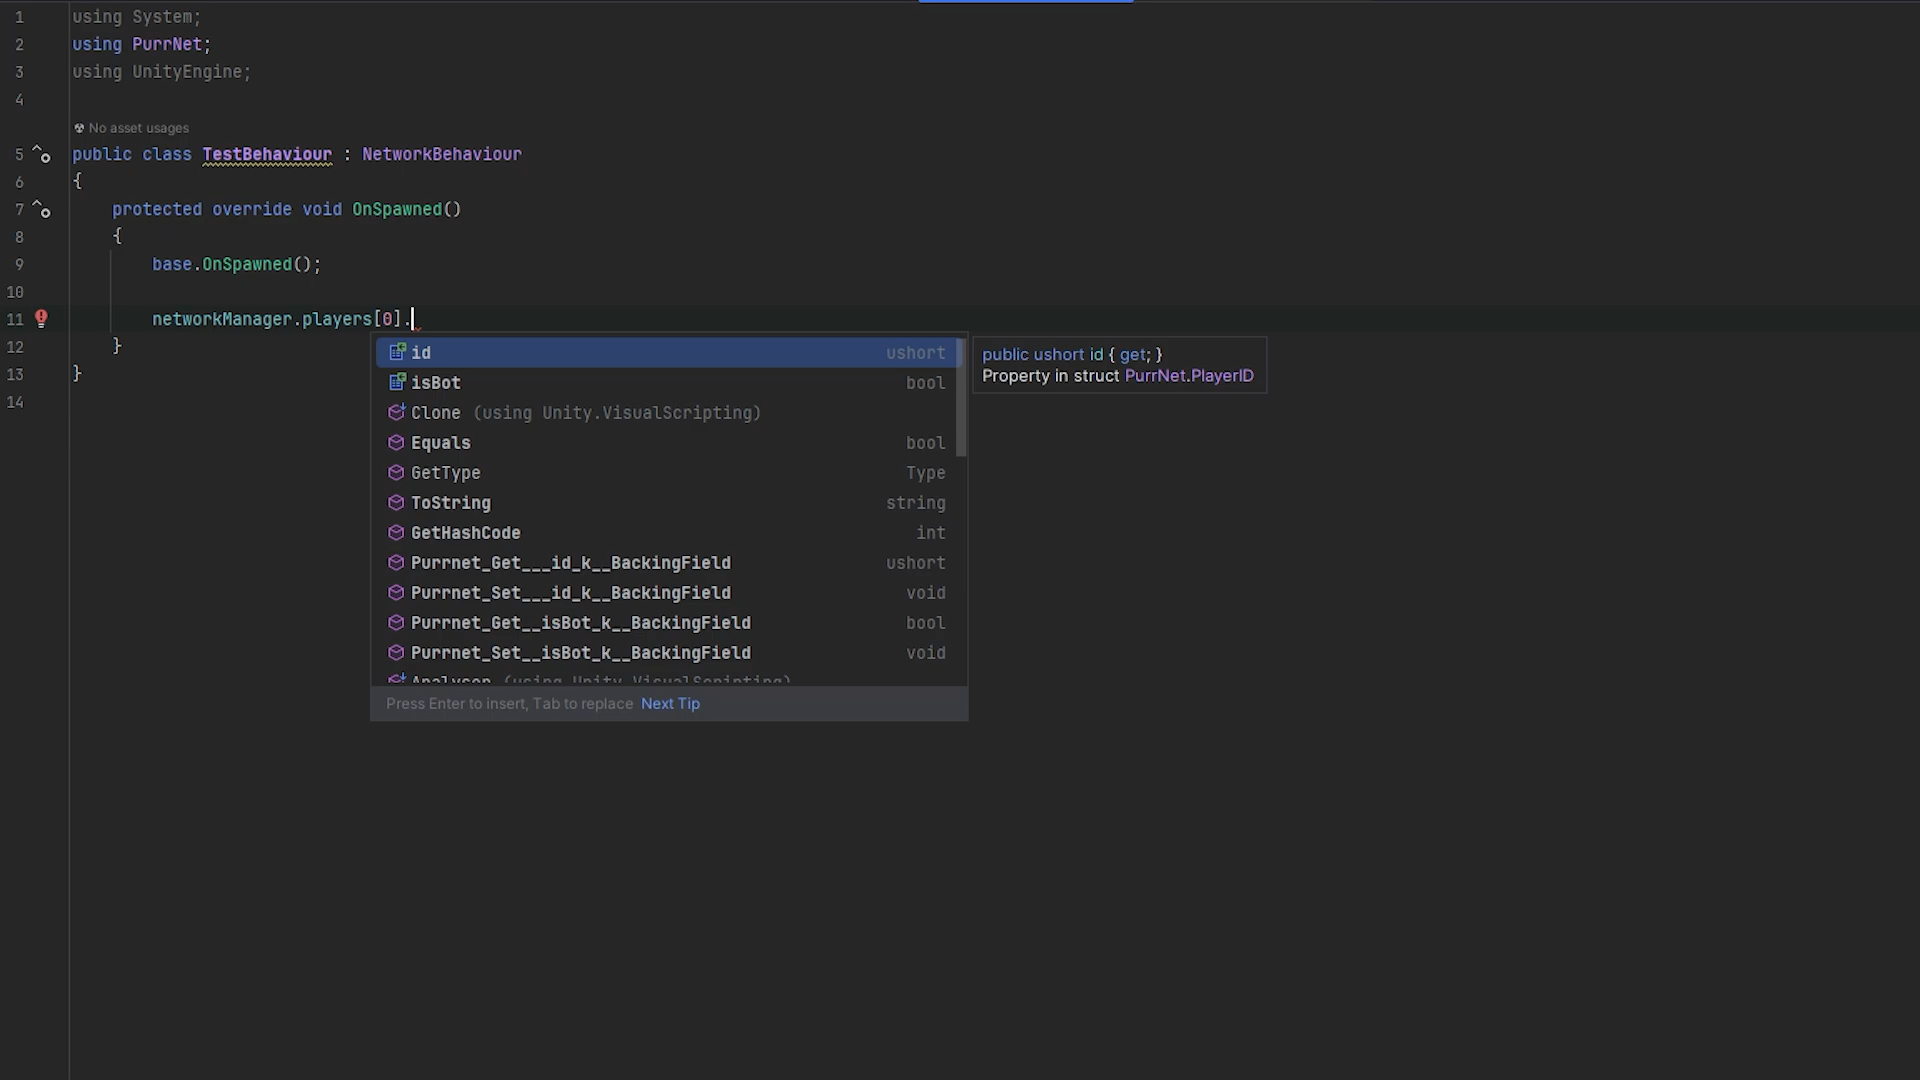 1 using System;
2 using PurrNet;
3 using UnityEngine;
4
No asset usages
5 public class TestBehaviour : NetworkBehaviour
6 {
7 protected override void OnSpawned()
8 {
9 base.OnSpawned();
10
11 networkManager.players[0].
12 }
13 }
14
id ushort
isBot bool
Clone (using Unity.VisualScripting)
Equals bool
GetType Type
ToString string
GetHashCode int
Purrnet_Get___id_k__BackingField ushort
Purrnet_Set___id_k__BackingField void
Purrnet_Get__isBot_k__BackingField bool
Purrnet_Set__isBot_k__BackingField void
(using Unity.VisualScripting)
Press Enter to insert, Tab to replace Next Tip
public ushort id { get; }
Property in struct PurrNet.PlayerID